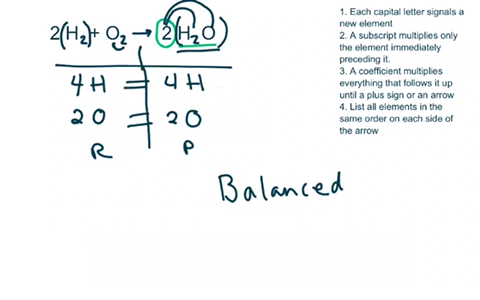 2(H₂)+ O₂ → 2(H₂O)
4H = 4H
2O = 2O
R P
Balanced
1. Each capital letter signals a
new element
2. A subscript multiplies only
the element immediately
preceding it.
3. A coefficient multiplies
everything that follows it up
until a plus sign or an arrow
4. List all elements in the
same order on each side of
the arrow